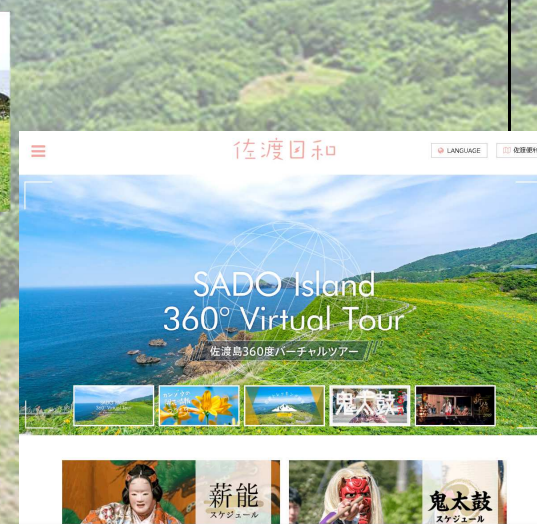 佐渡日和
LANGUAGE
佐渡便利
SADO Island
360° Virtual Tour
佐渡島360度バーチャルツアー
鬼太鼓
薪能
スケジュール
鬼太鼓
スケジュール